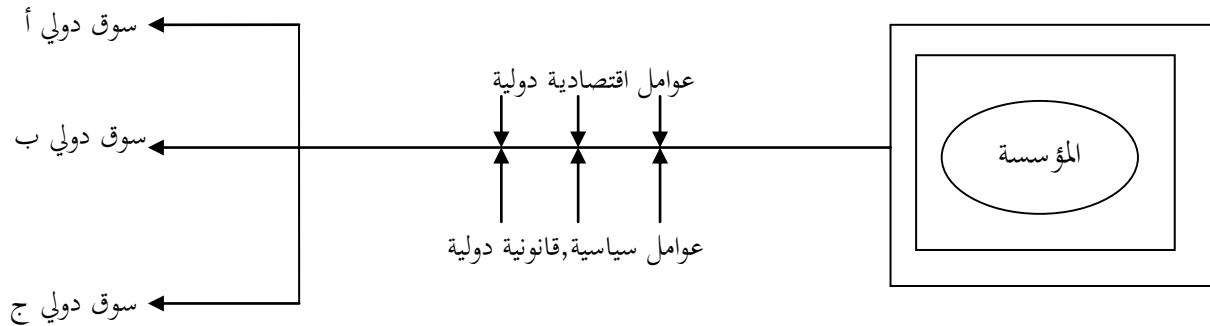 سوق دولي أ
عوامل اقتصادية دولية
سوق دولي ب
المؤسسة
عوامل سياسية,قانونية دولية
سوق دولي ج